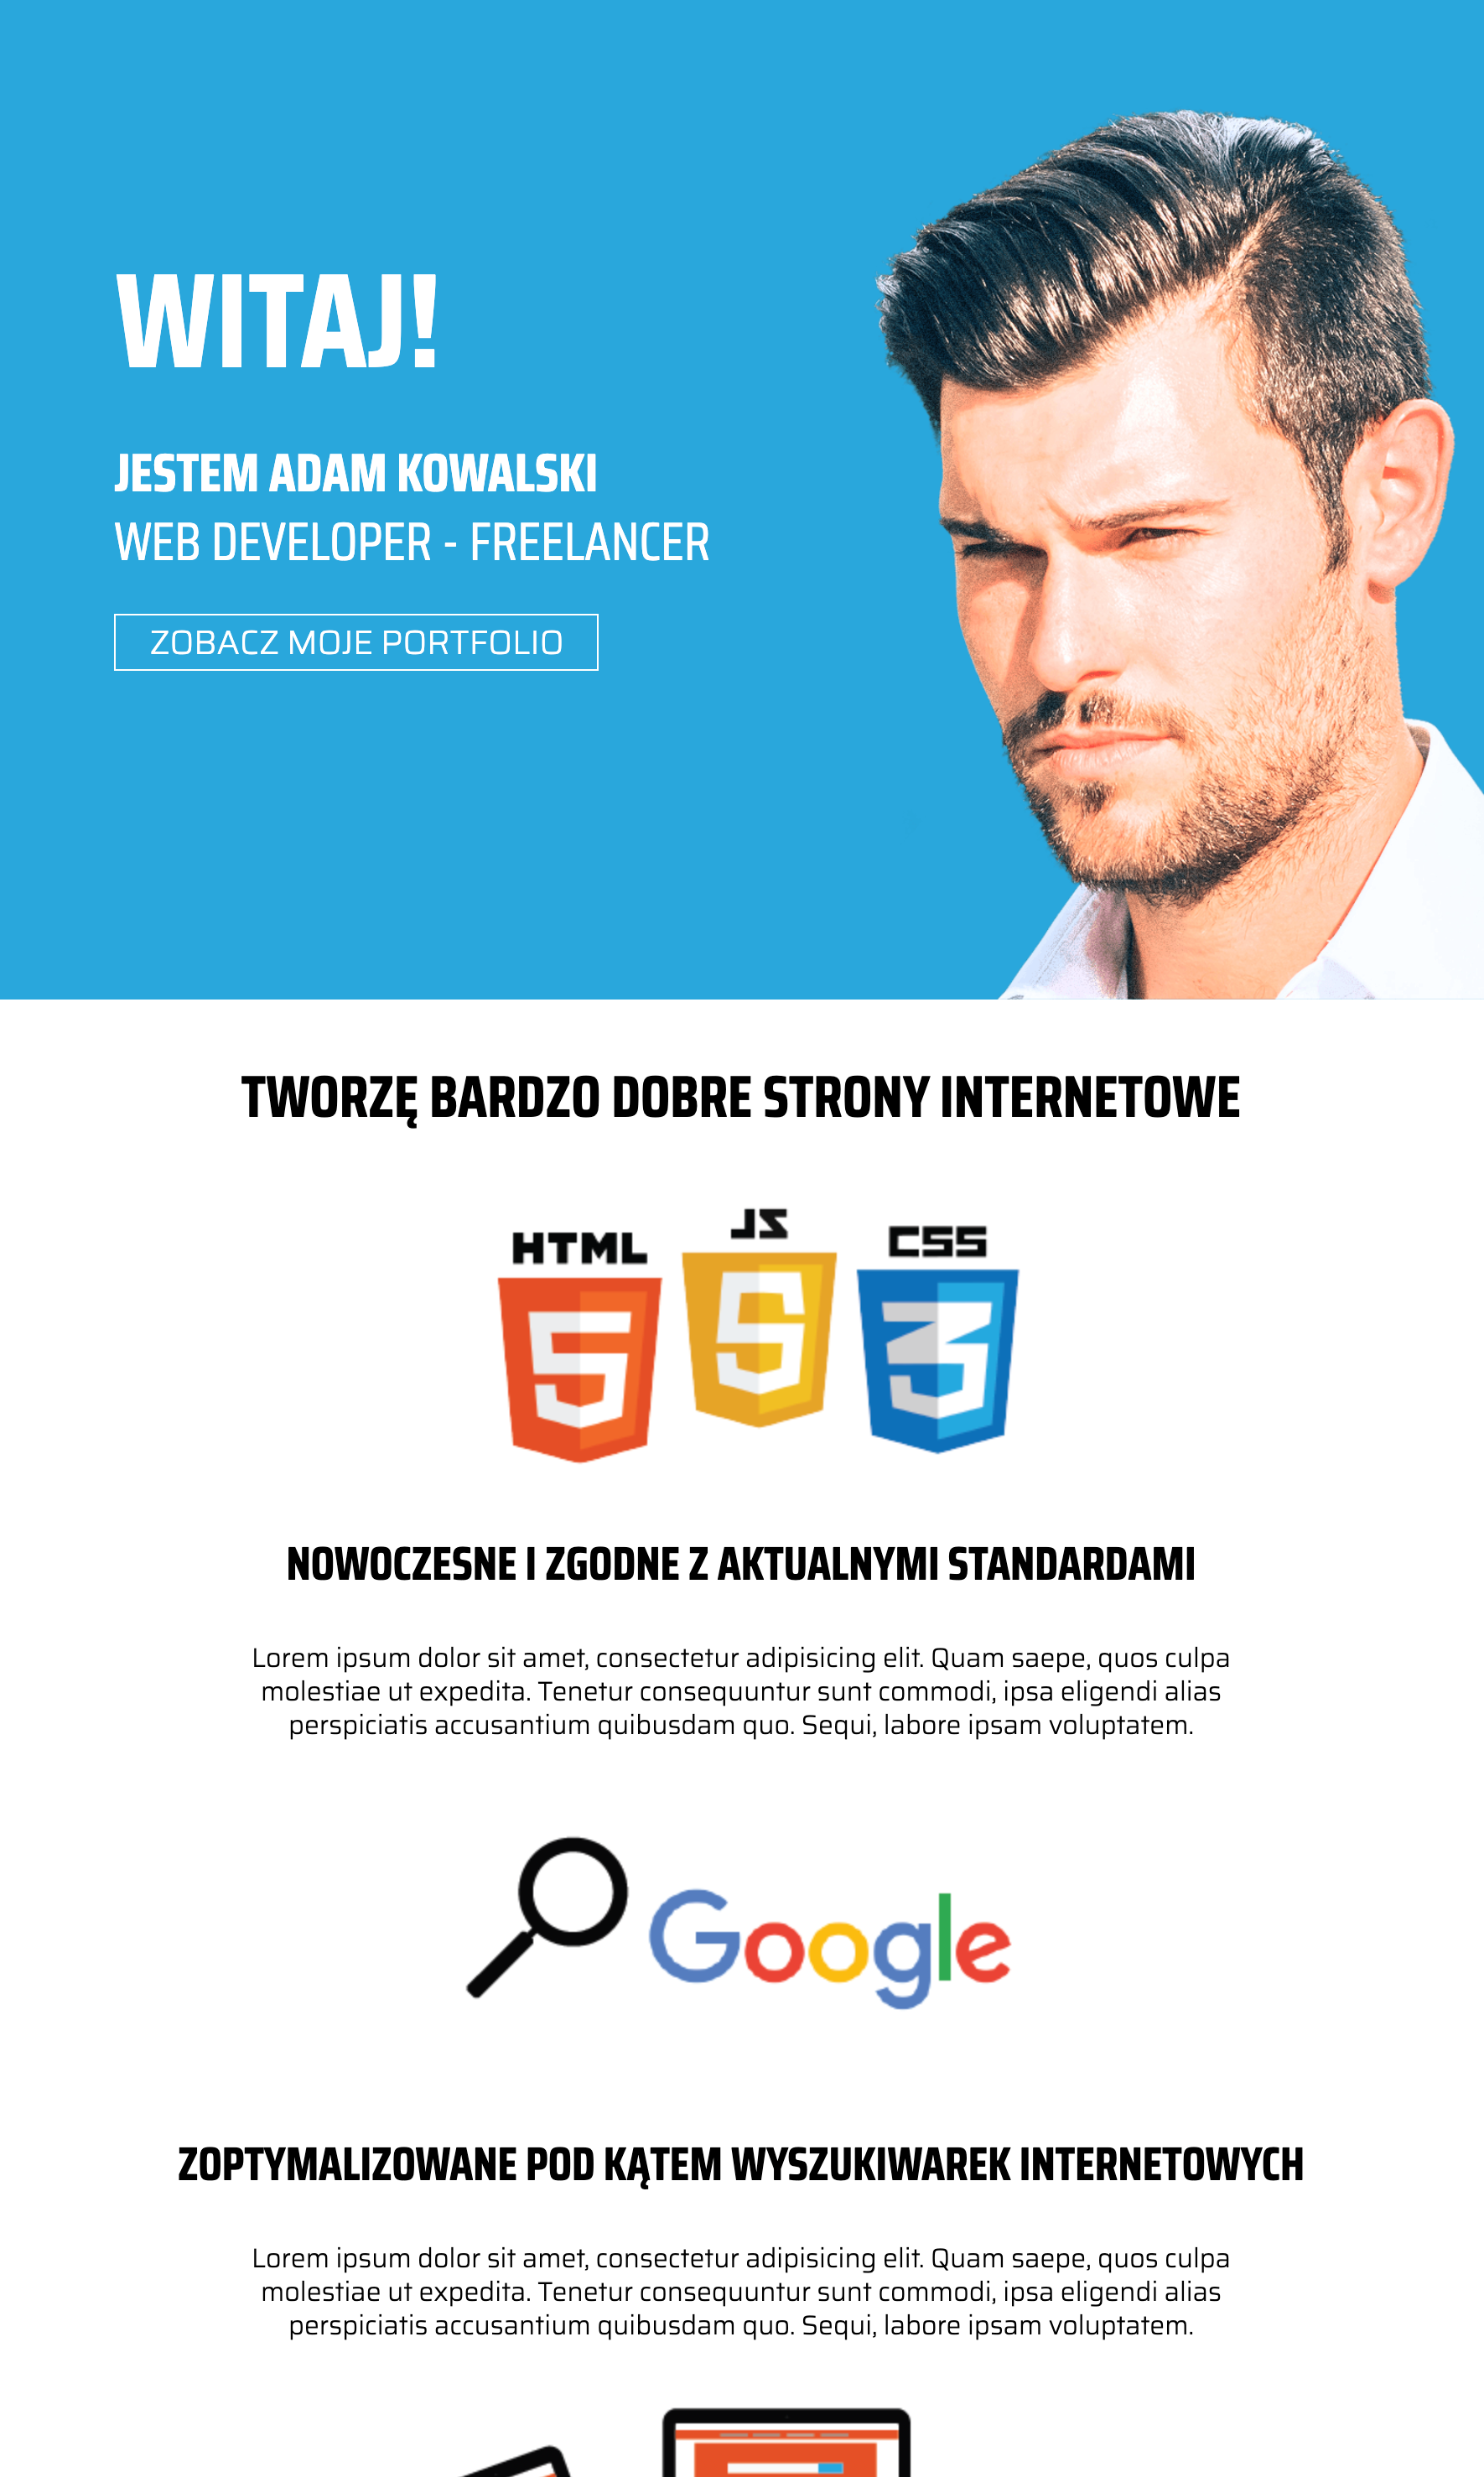 WITAJ!
JESTEM ADAM KOWALSKI
WEB DEVELOPER - FREELANCER
ZOBACZ MOJE PORTFOLIO
TWORZĘ BARDZO DOBRE STRONY INTERNETOWE
HTML JS CSS
5 5 3
NOWOCZESNE I ZGODNE Z AKTUALNYMI STANDARDAMI
Lorem ipsum dolor sit amet, consectetur adipisicing elit. Quam saepe, quos culpa
molestiae ut expedita. Tenetur consequuntur sunt commodi, ipsa eligendi alias
perspiciatis accusantium quibusdam quo. Sequi, labore ipsam voluptatem.
Google
ZOPTYMALIZOWANE POD KĄTEM WYSZUKIWAREK INTERNETOWYCH
Lorem ipsum dolor sit amet, consectetur adipisicing elit. Quam saepe, quos culpa
molestiae ut expedita. Tenetur consequuntur sunt commodi, ipsa eligendi alias
perspiciatis accusantium quibusdam quo. Sequi, labore ipsam voluptatem.